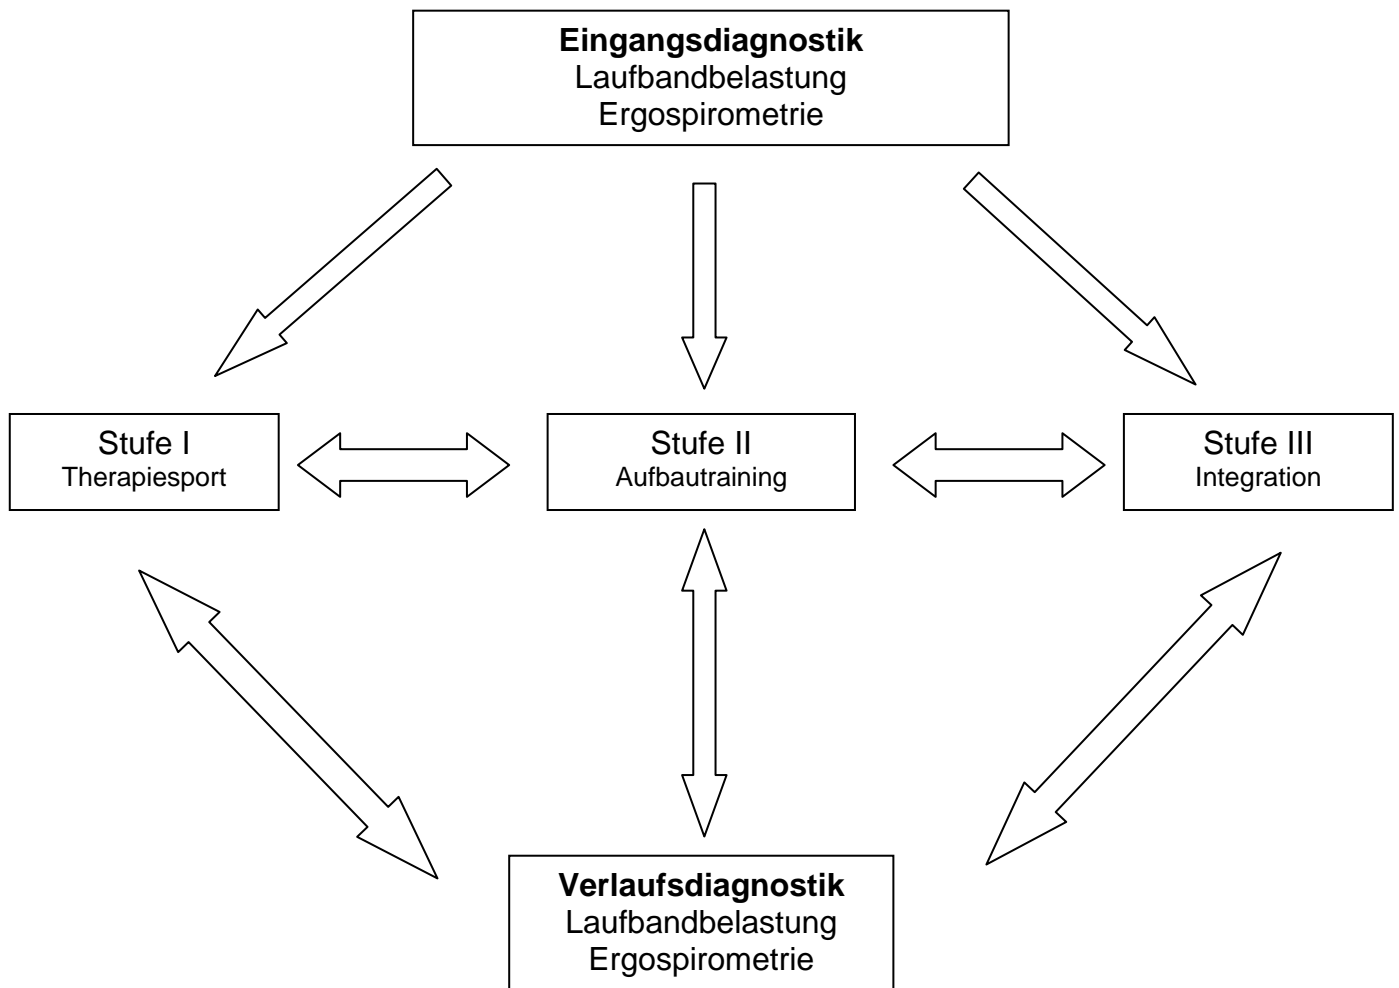 Eingangsdiagnostik
Laufbandbelastung
Ergospirometrie
Stufe I
Therapiesport
Stufe II
Aufbautraining
Stufe III
Integration
Verlaufsdiagnostik
Laufbandbelastung
Ergospirometrie